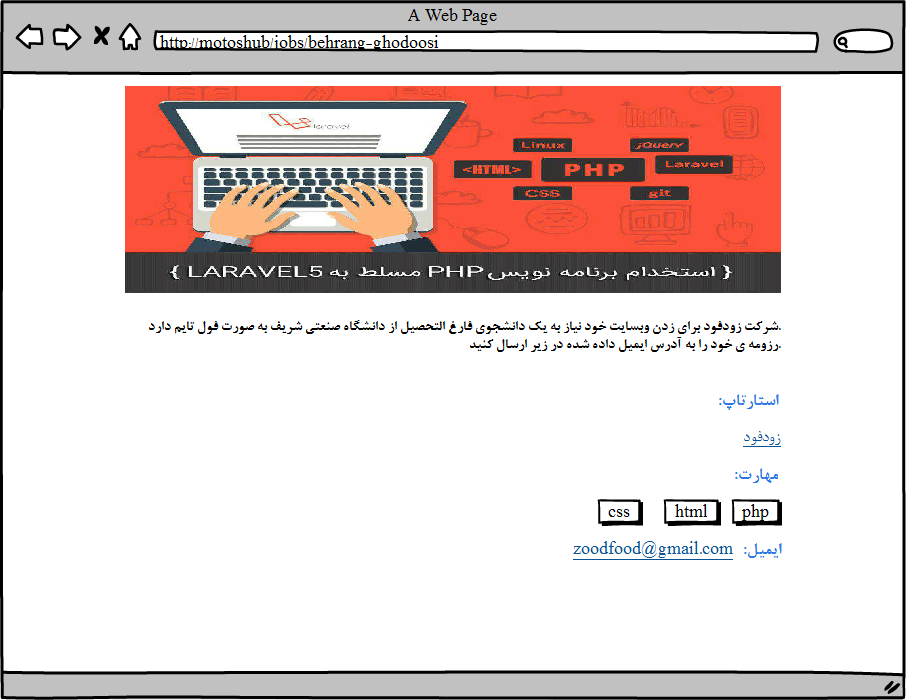 A Web Page
http://motoshub/jobs/behrang-ghodoosi
laravel
Linux
jQuery
<HTML>
PHP
Laravel
CSS
git
{ استخدام برنامه نویس PHP مسلط به LARAVEL5 }
شرکت زودفود برای زدن وبسایت خود نیاز به یک دانشجوی فارغ التحصیل از دانشگاه صنعتی شریف به صورت فول تایم دارد.
رزومه ی خود را به آدرس ایمیل داده شده در زیر ارسال کنید.
استارتاپ:
زودفود
مهارت:
php
html
css
ایمیل: zoodfood@gmail.com